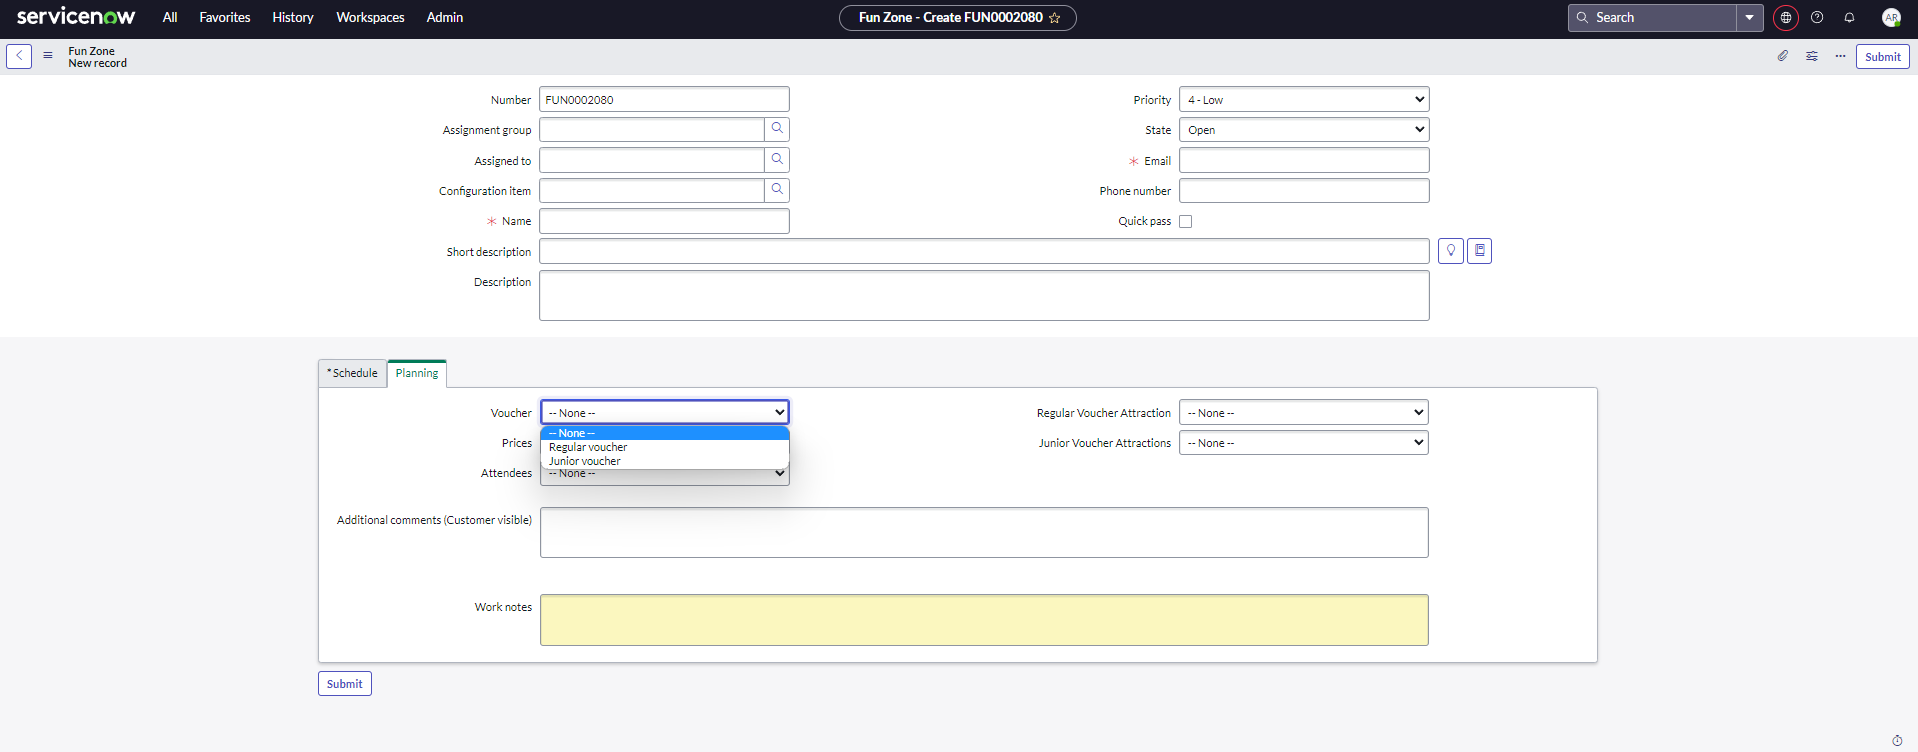 servicenow All Favorites History Workspaces Admin Fun Zone - Create FUN0002080 Search AR
Fun Zone
New record
Submit
Number FUN0002080 Priority 4 - Low
Assignment group State Open
Assigned to * Email
Configuration item Phone number
* Name Quick pass
Short description
Description
* Schedule Planning
Voucher -- None -- Regular Voucher Attraction -- None --
-- None --
Prices Junior Voucher Attractions -- None --
Regular voucher
Junior voucher
Attendees -- None --
Additional comments (Customer visible)
Work notes
Submit